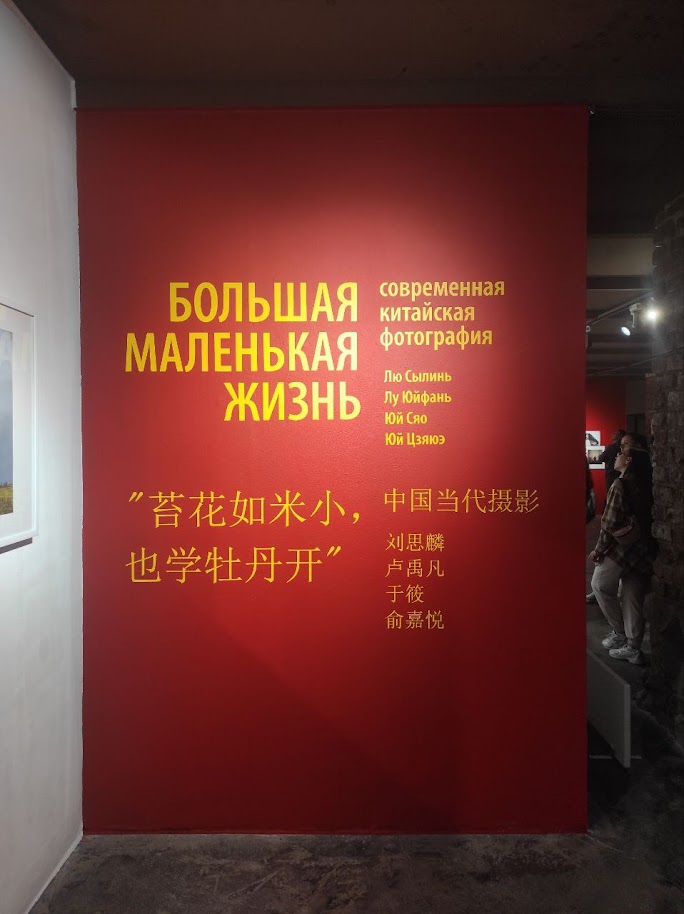 БОЛЬШАЯ
МАЛЕНЬКАЯ
ЖИЗНЬ
современная
китайская
фотография
Лю Сылинь
Лу Юйфань
Юй Сяо
Юй Цзяюэ
"苔花如米小，
也学牡丹开"
中国当代摄影
刘思麟
卢禹凡
于筱
俞嘉悦